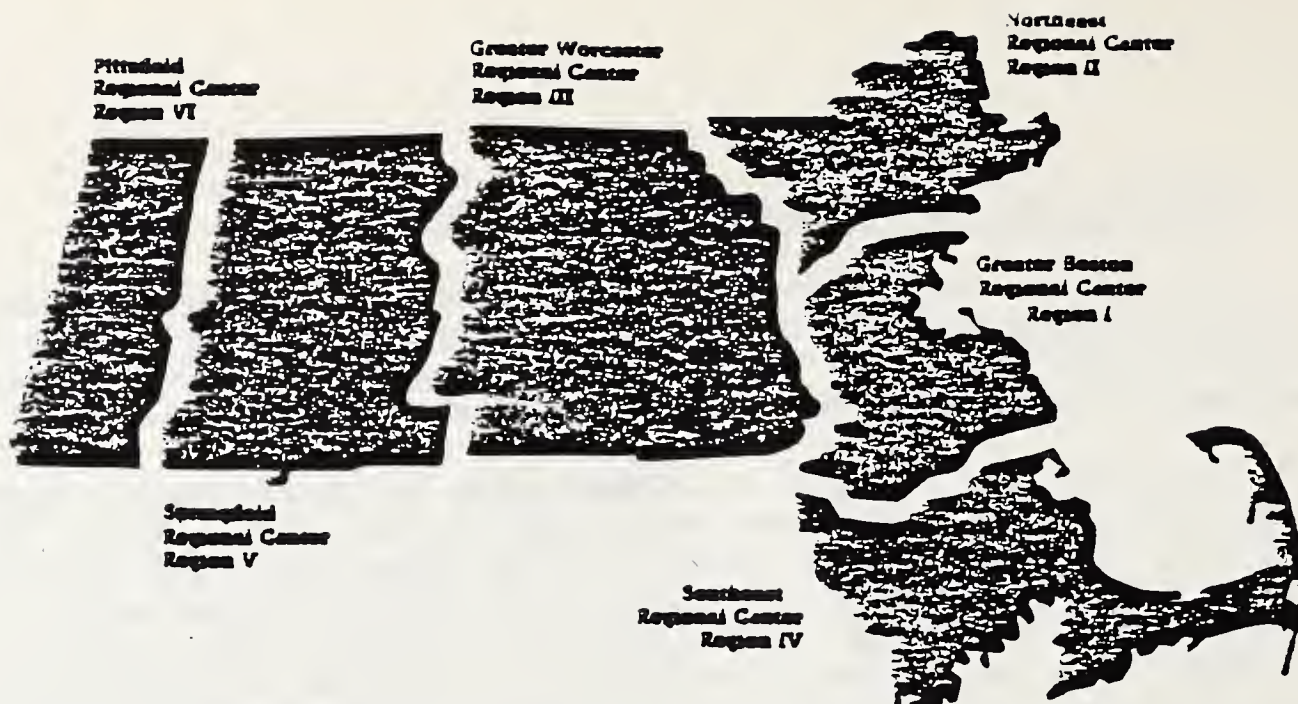 Pittsfield
Regional Center
Region VI
Greater Worcester
Regional Center
Region III
Northeast
Regional Center
Region II
Greater Boston
Regional Center
Region I
Springfield
Regional Center
Region V
Southeast
Regional Center
Region IV